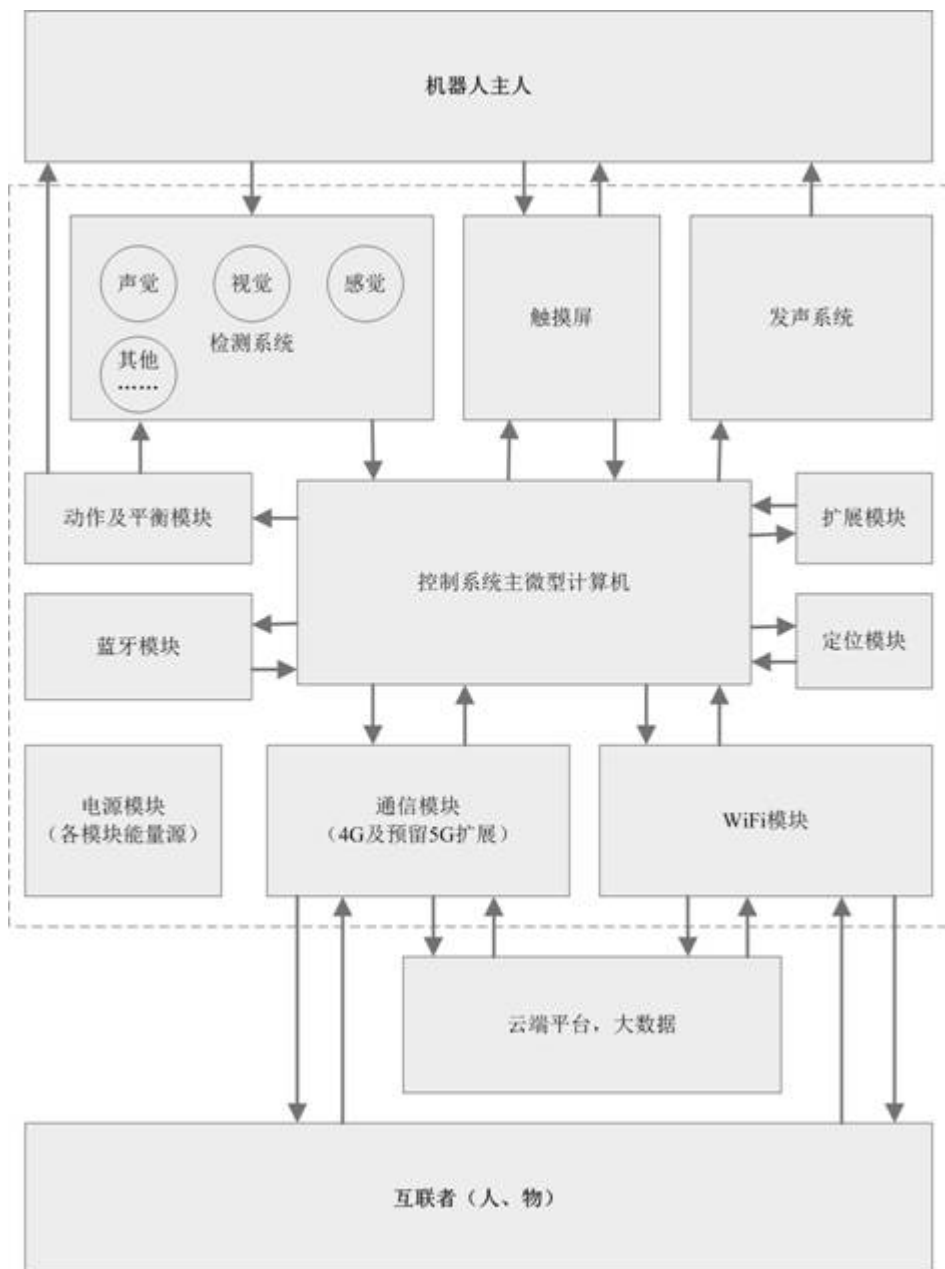 机器人主人
声觉
视觉
感觉
检测系统
其他
……
触摸屏
发声系统
动作及平衡模块
控制系统主微型计算机
扩展模块
蓝牙模块
定位模块
电源模块
（各模块能量源）
通信模块
（4G及预留5G扩展）
WiFi模块
云端平台，大数据
互联者（人、物）